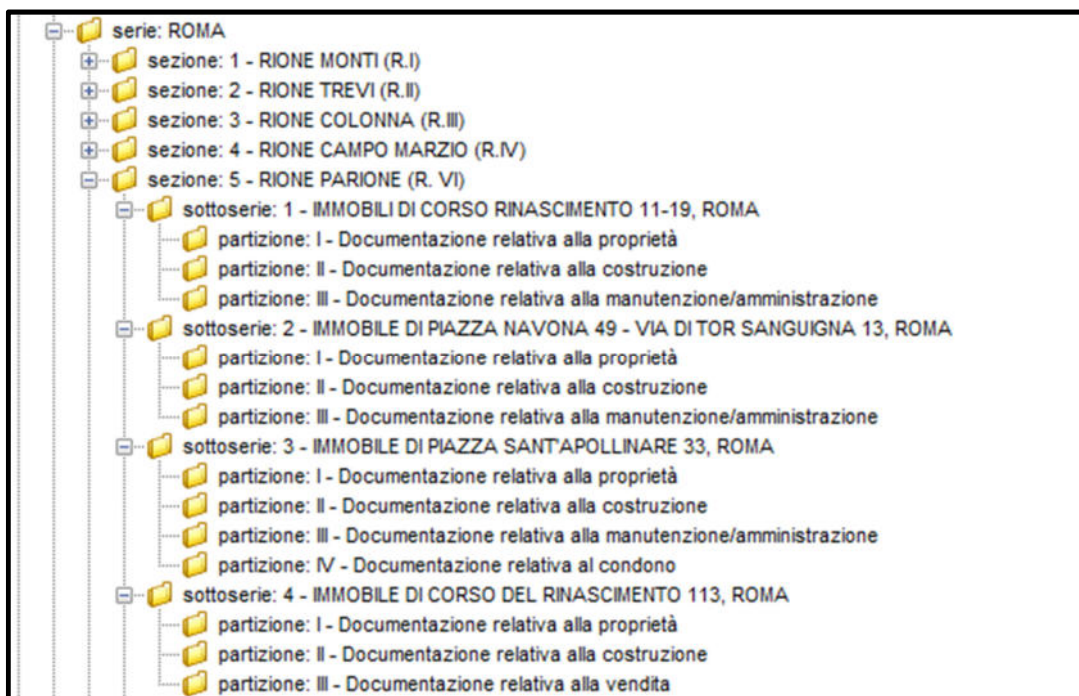 serie: ROMA
sezione: 1 - RIONE MONTI (R.I)
sezione: 2 - RIONE TREVI (R.II)
sezione: 3 - RIONE COLONNA (R.III)
sezione: 4 - RIONE CAMPO MARZIO (R.IV)
sezione: 5 - RIONE PARIONE (R. VI)
sottoserie: 1 - IMMOBILI DI CORSO RINASCIMENTO 11-19, ROMA
partizione: I - Documentazione relativa alla proprietà
partizione: II - Documentazione relativa alla costruzione
partizione: III - Documentazione relativa alla manutenzione/amministrazione
sottoserie: 2 - IMMOBILE DI PIAZZA NAVONA 49 - VIA DI TOR SANGUIGNA 13, ROMA
partizione: I - Documentazione relativa alla proprietà
partizione: II - Documentazione relativa alla costruzione
partizione: III - Documentazione relativa alla manutenzione/amministrazione
sottoserie: 3 - IMMOBILE DI PIAZZA SANT'APOLLINARE 33, ROMA
partizione: I - Documentazione relativa alla proprietà
partizione: II - Documentazione relativa alla costruzione
partizione: III - Documentazione relativa alla manutenzione/amministrazione
partizione: IV - Documentazione relativa al condono
sottoserie: 4 - IMMOBILE DI CORSO DEL RINASCIMENTO 113, ROMA
partizione: I - Documentazione relativa alla proprietà
partizione: II - Documentazione relativa alla costruzione
partizione: III - Documentazione relativa alla vendita